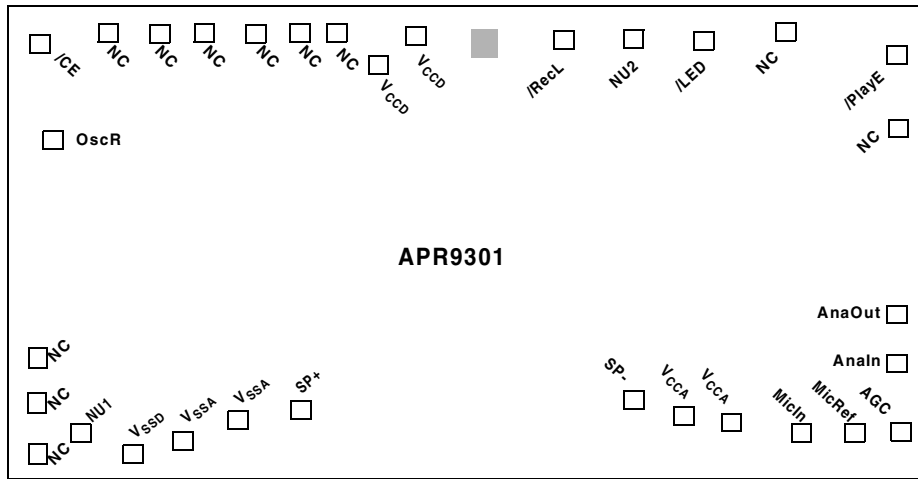 /CE
NC
NC
NC
NC
NC
NC
VCCD
VCCD
/RecL
NU2
/LED
NC
/PlayE
OscR
NC
APR9301
AnaOut
AnaIn
NC
NC
NC
NU1
VSSD
VSSA
VSSA
SP+
SP-
VCCA
VCCA
MicIn
MicRef
AGC